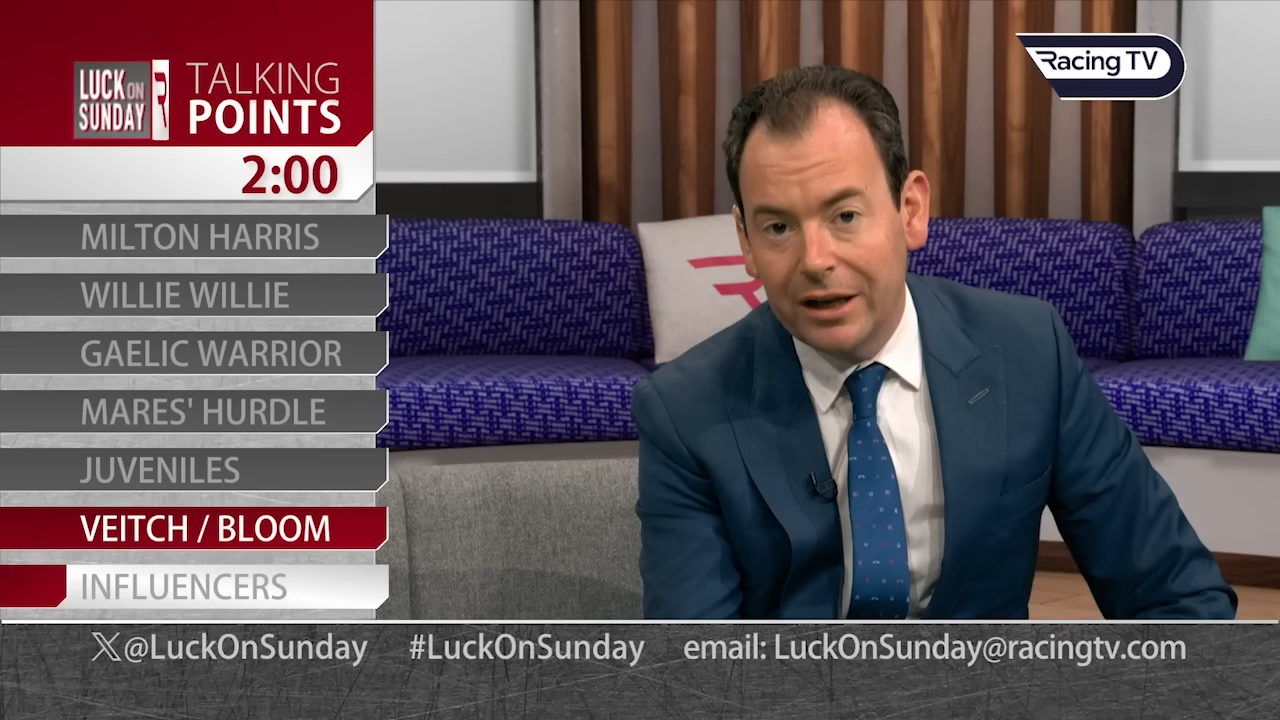 LUCK ON
SUNDAY
TALKING
POINTS
2:00
MILTON HARRIS
WILLIE WILLIE
GAELIC WARRIOR
MARES' HURDLE
JUVENILES
VEITCH / BLOOM
INFLUENCERS
Racing TV
X@LuckOnSunday #LuckOnSunday email: LuckOnSunday@racingtv.com